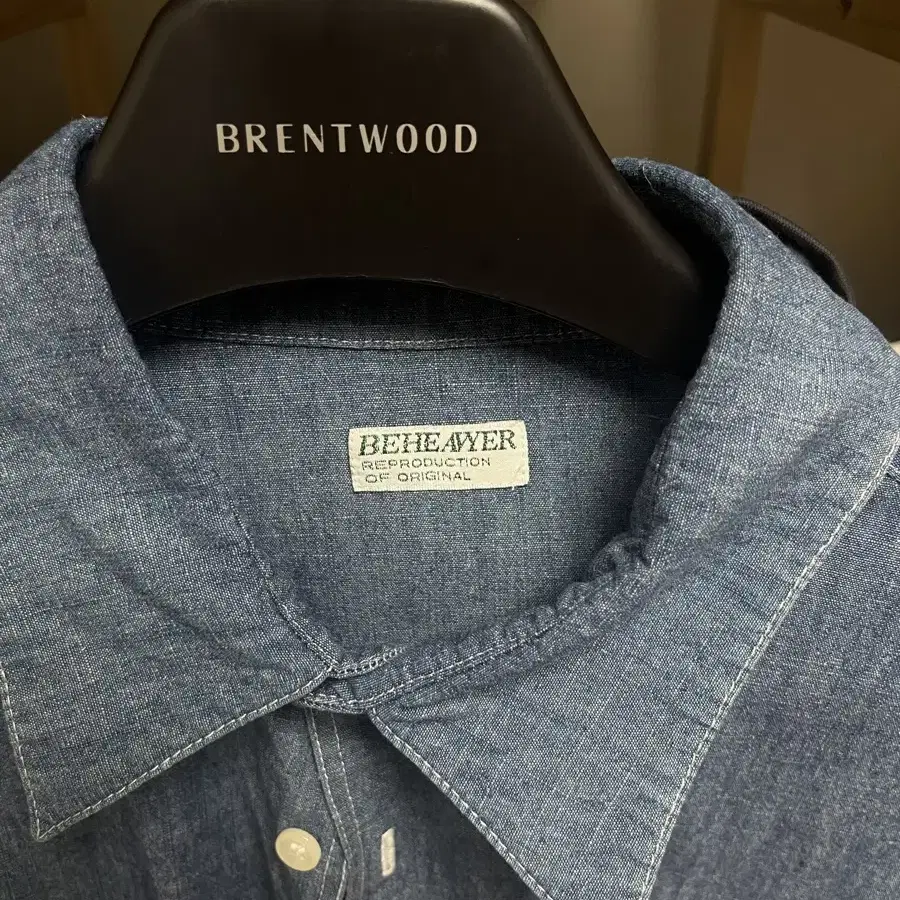 BRENTWOOD
BEHEAVYER
REPRODUCTION
OF ORIGINAL